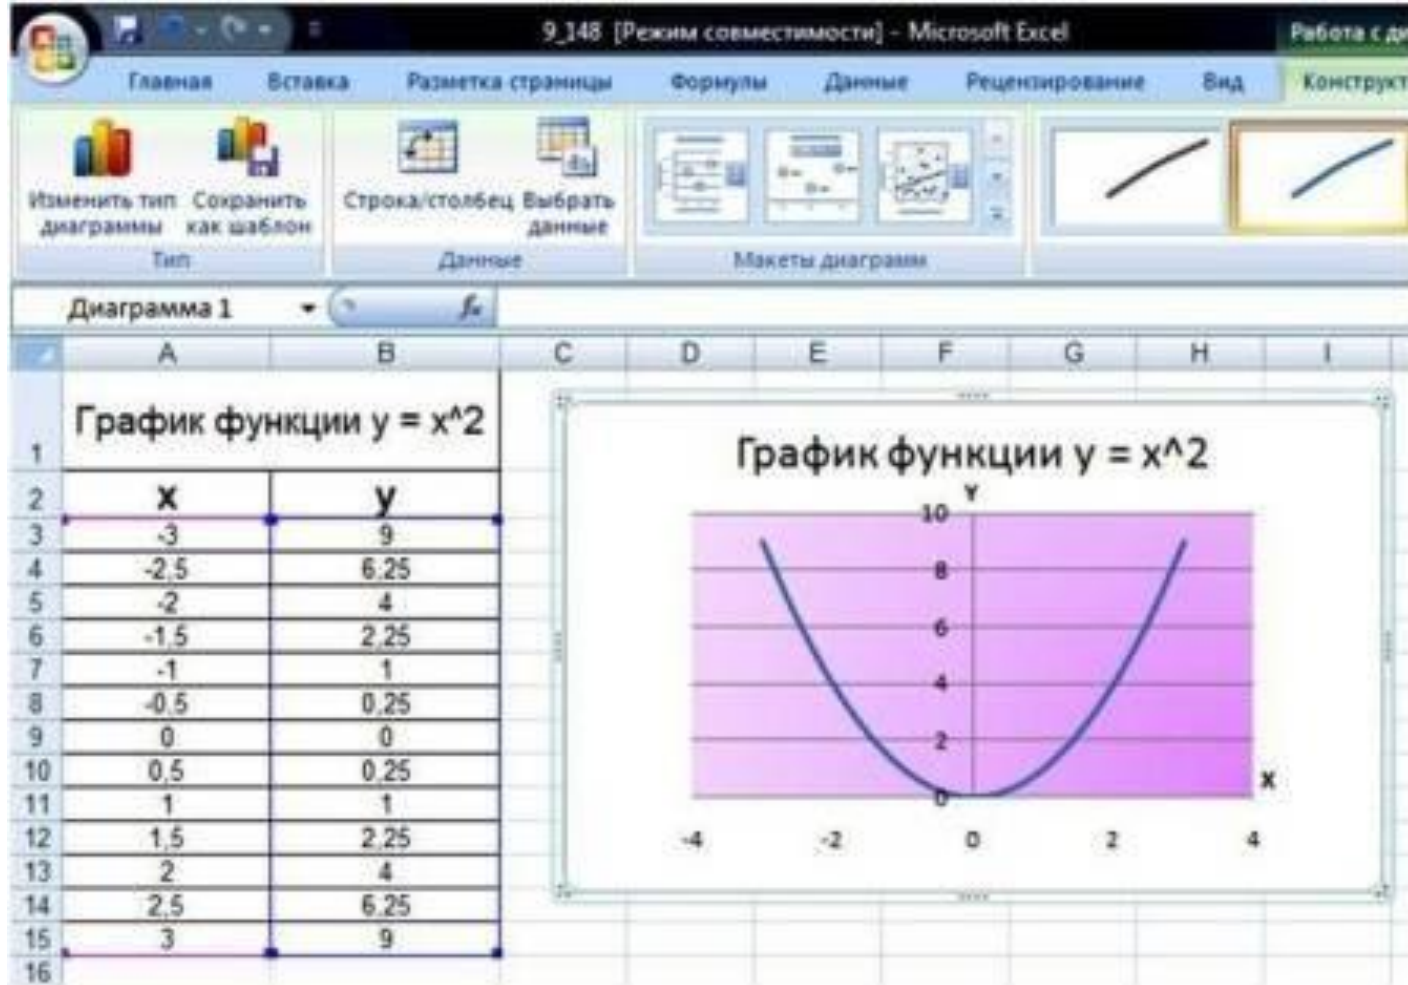 9_148 [Режим совместимости] - Microsoft Excel
Работа с ди
Главная Вставка Разметка страницы Формулы Данные Рецензирование Вид Конструкт
Изменить тип диаграммы
Сохранить как шаблон
Строка/столбец
Выбрать данные
Тип Данные Макеты диаграмм
Диаграмма 1
fx
A B C D E F G H I
1 График функции y = x^2
2 x y
3 -3 9
4 -2,5 6,25
5 -2 4
6 -1,5 2,25
7 -1 1
8 -0,5 0,25
9 0 0
10 0,5 0,25
11 1 1
12 1,5 2,25
13 2 4
14 2,5 6,25
15 3 9
16
График функции y = x^2
Y
10
8
6
4
2
0
X
-4 -2 0 2 4